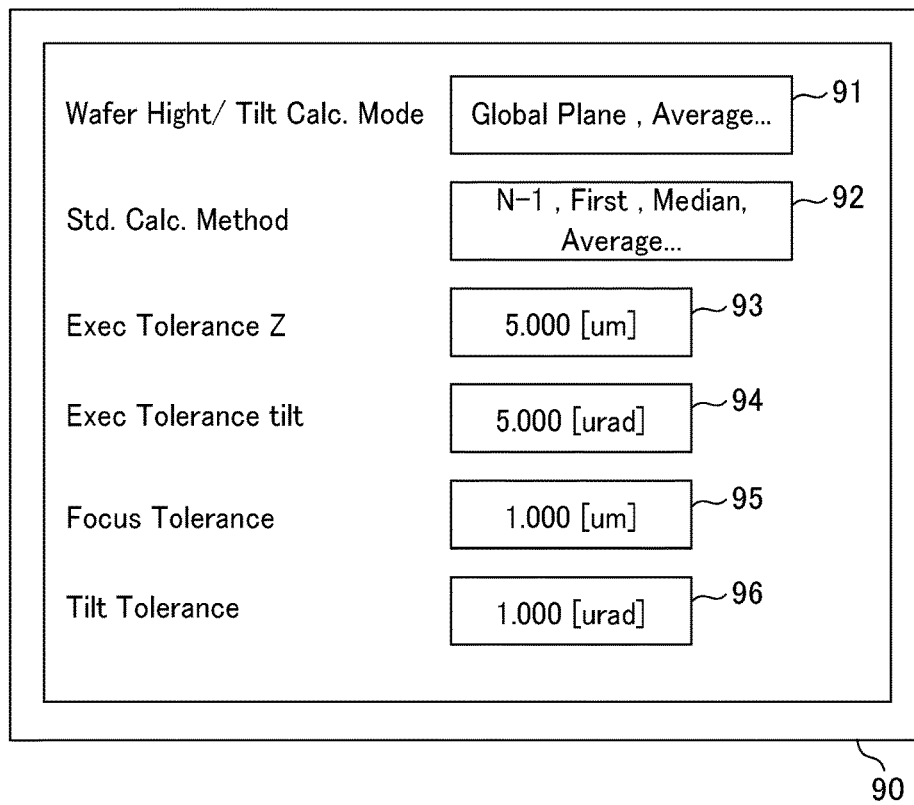 Wafer Hight/ Tilt Calc. Mode
Global Plane , Average...
91
Std. Calc. Method
N-1 , First , Median,
Average...
92
Exec Tolerance Z
5.000 [um]
93
Exec Tolerance tilt
5.000 [urad]
94
Focus Tolerance
1.000 [um]
95
Tilt Tolerance
1.000 [urad]
96
90